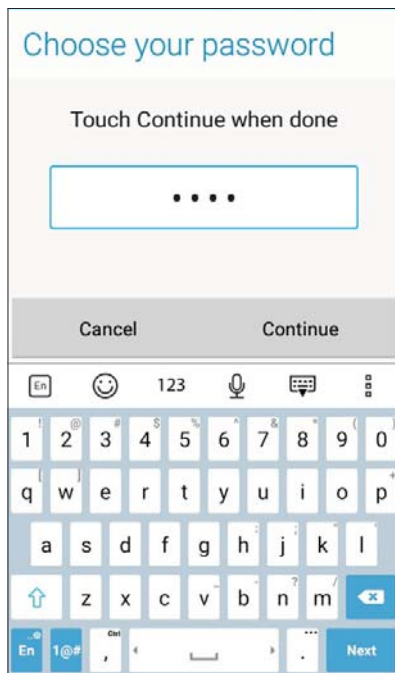 Choose your password
Touch Continue when done
••••
Cancel Continue
En 123
! @ # $ % ^ & * ( )
1 2 3 4 5 6 7 8 9 0
q w e r t y u i o p
a s d f g h j k l
z x c v b n m
En 1@# Ctrl , . Next